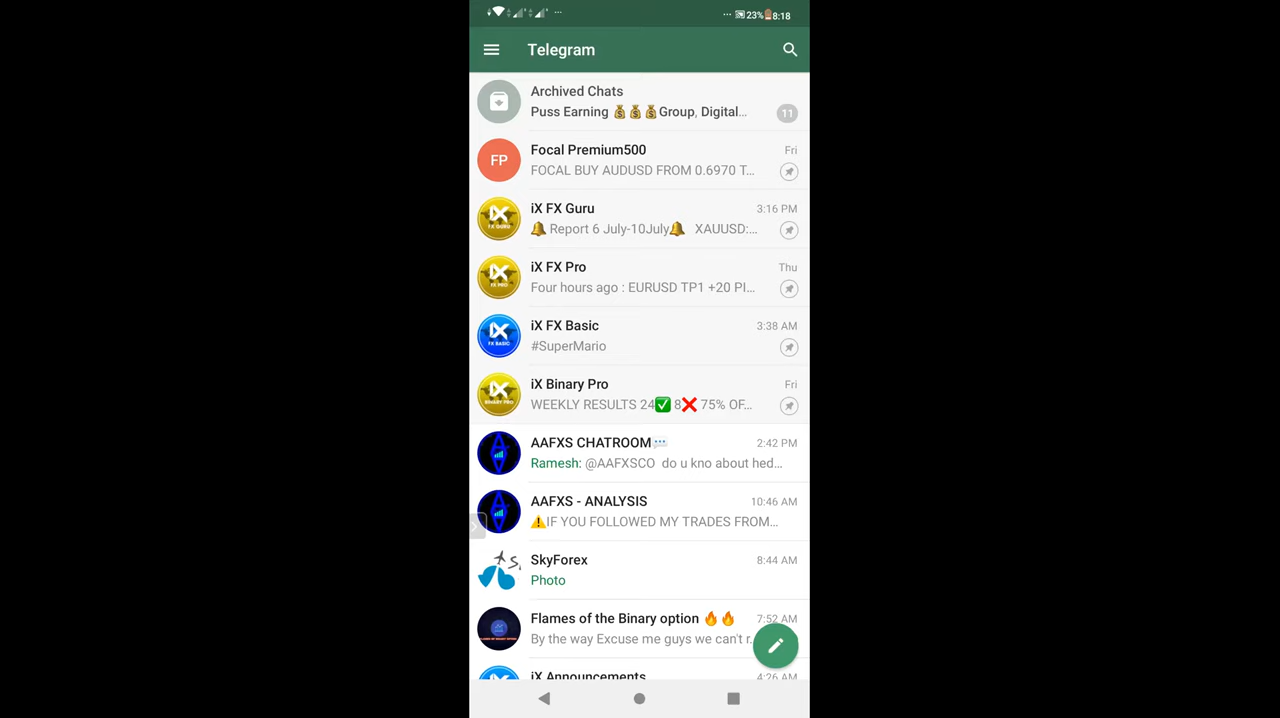 23% 8:18
Telegram
Archived Chats
Puss Earning 💰💰💰Group, Digital…
11
FP
Focal Premium500
Fri
FOCAL BUY AUDUSD FROM 0.6970 T…
iX FX Guru
3:16 PM
🔔 Report 6 July-10July🔔 XAUUSD:…
iX FX Pro
Thu
Four hours ago : EURUSD TP1 +20 PI…
iX FX Basic
3:38 AM
#SuperMario
iX Binary Pro
Fri
WEEKLY RESULTS 24✅ 8❌ 75% OF…
AAFXS CHATROOM💬
2:42 PM
Ramesh: @AAFXSCO do u kno about hed…
AAFXS - ANALYSIS
10:46 AM
⚠️IF YOU FOLLOWED MY TRADES FROM…
SkyForex
8:44 AM
Photo
Flames of the Binary option 🔥🔥
7:52 AM
By the way Excuse me guys we can't r…
iX Announcements
4:26 AM